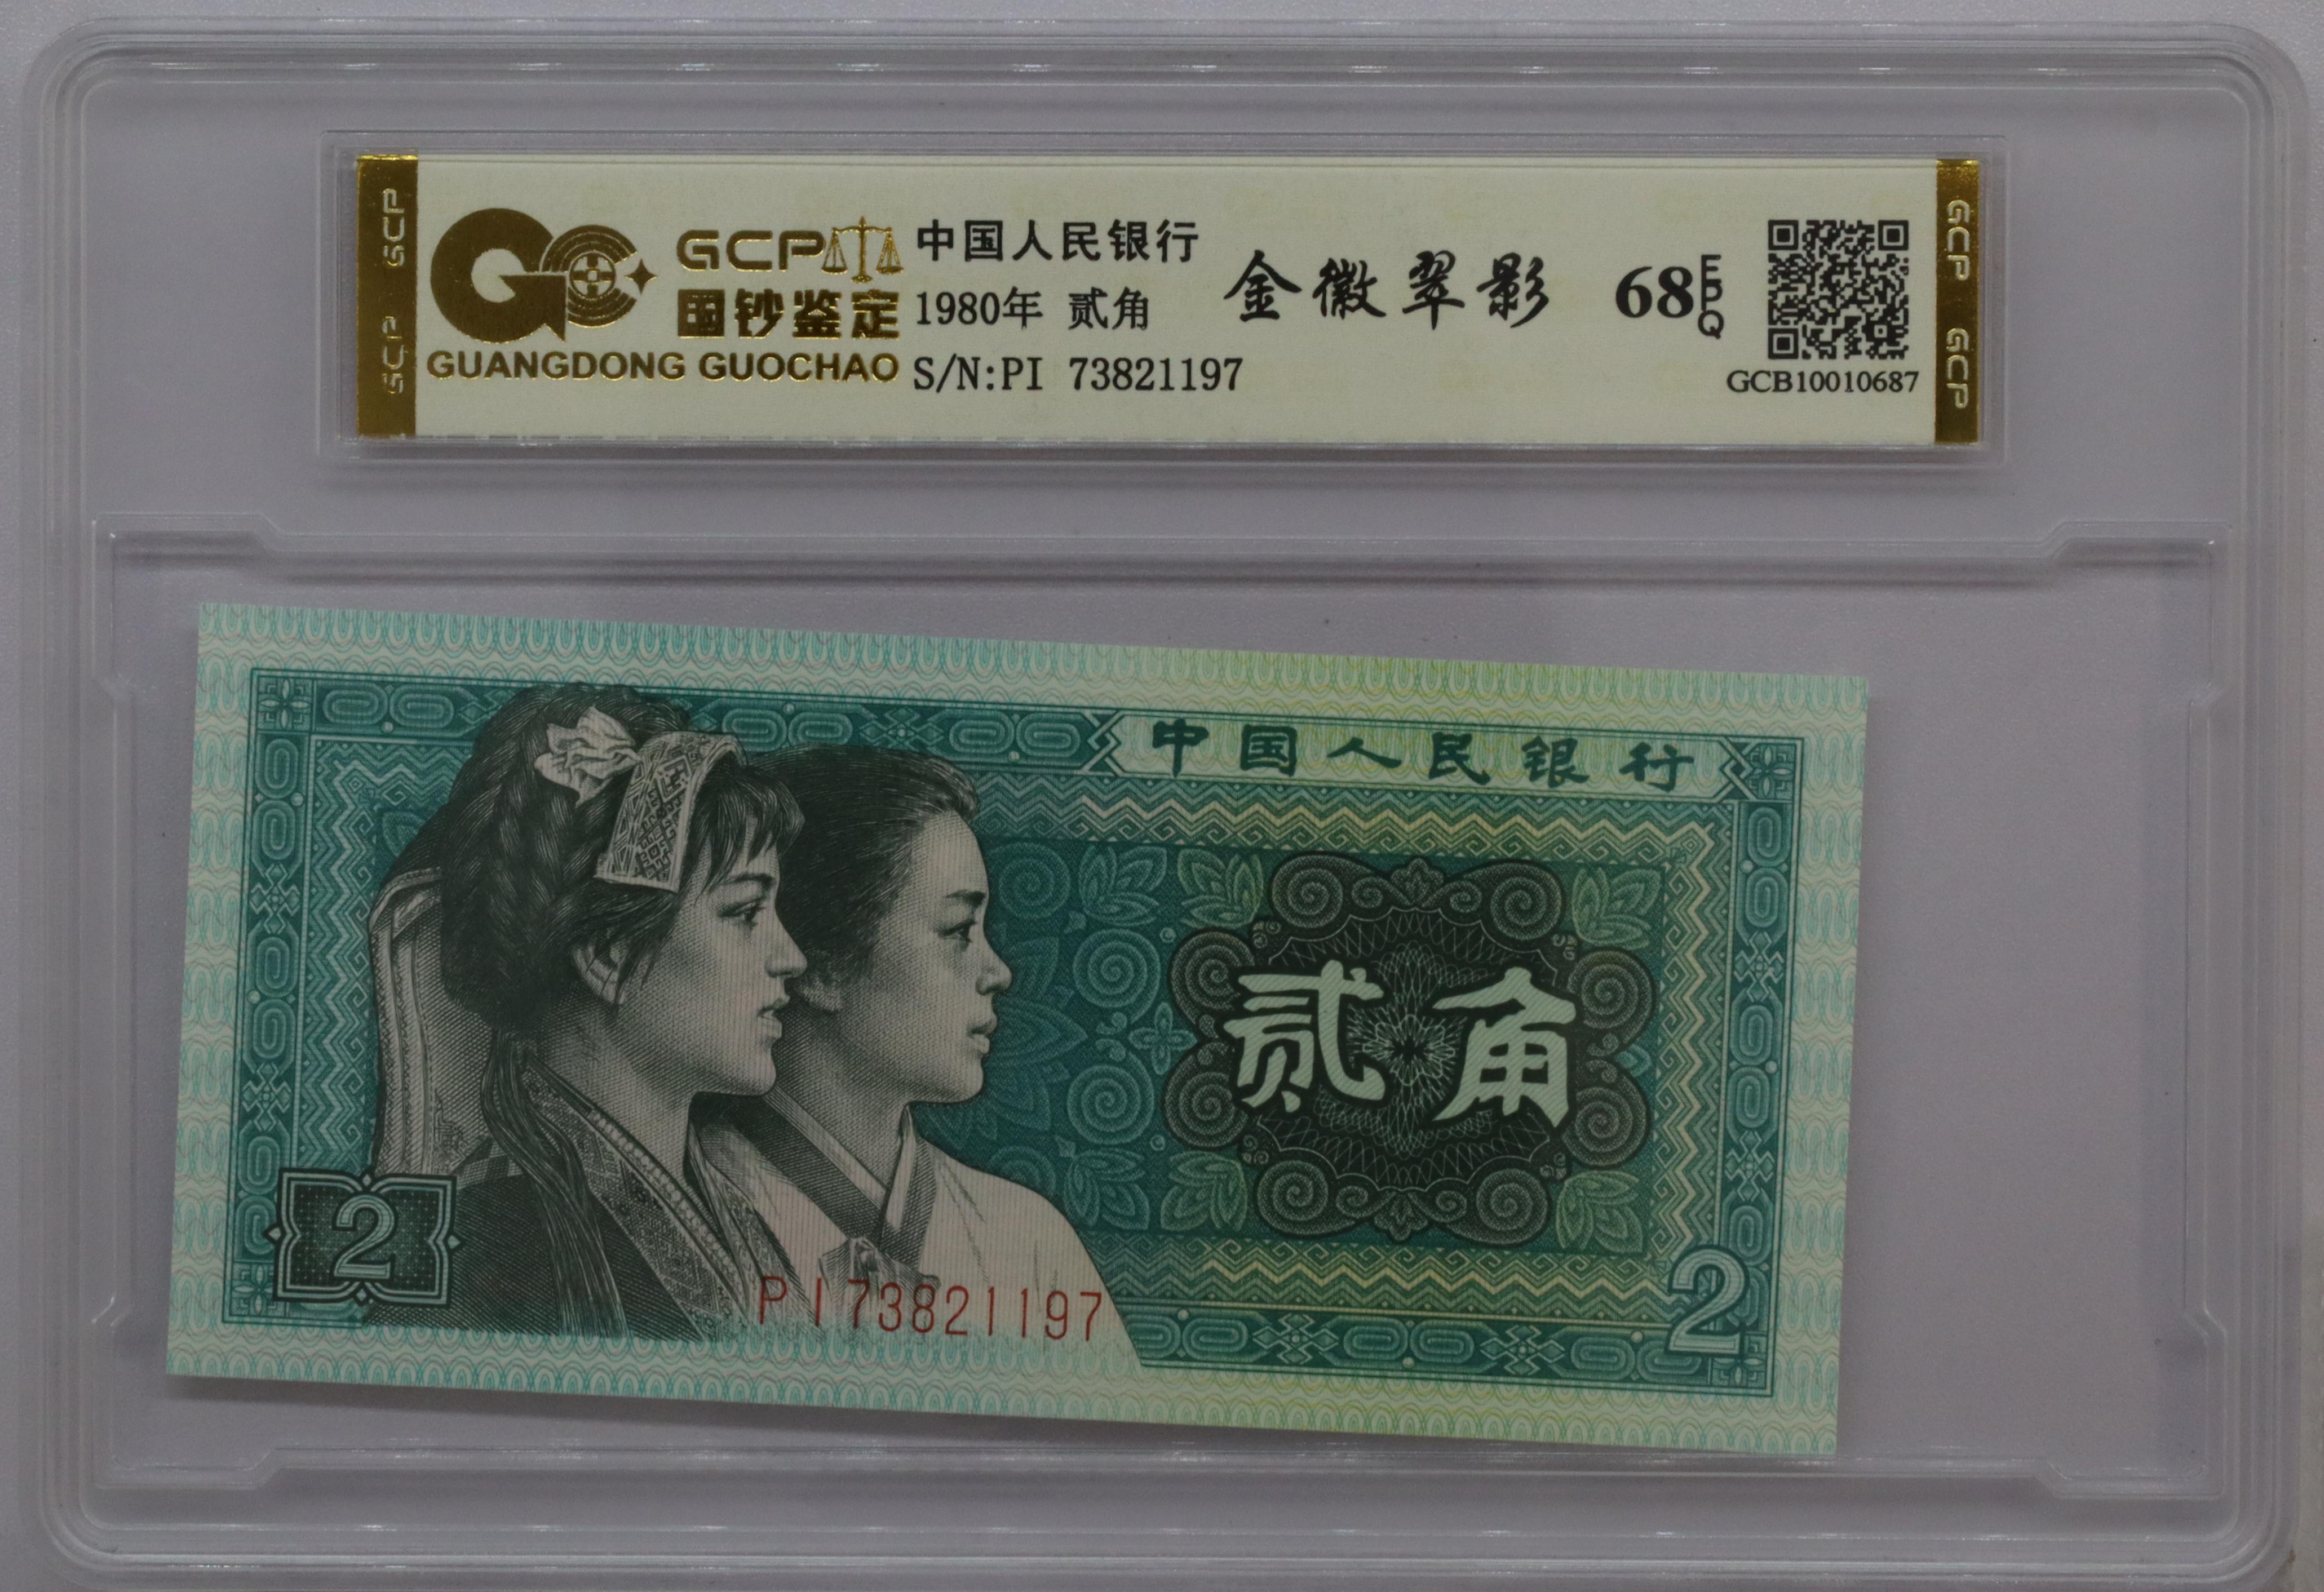 GCP GCP
GCP
国钞鉴定
GUANGDONG GUOCHAO
中国人民银行
1980年 贰角
S/N:PI 73821197
金徽翠影
68 EPQ
GCB10010687
GCP GCP
中国人民银行
贰角
2
PI73821197
2